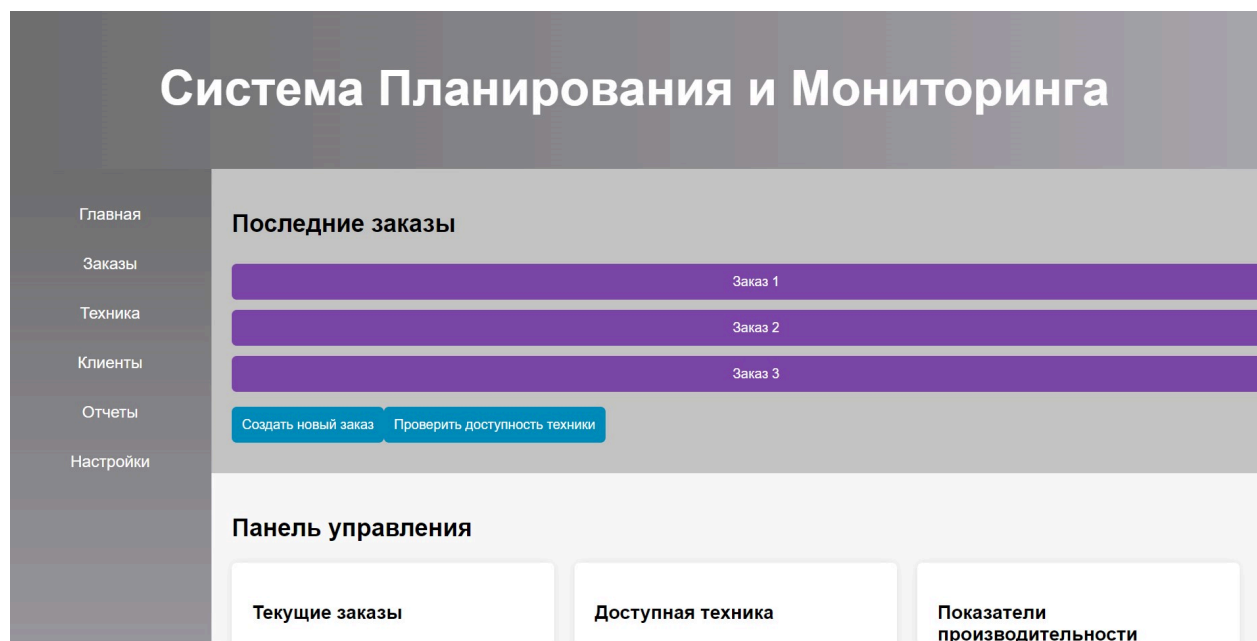 Система Планирования и Мониторинга
Главная
Заказы
Техника
Клиенты
Отчеты
Настройки
Последние заказы
Заказ 1
Заказ 2
Заказ 3
Создать новый заказ
Проверить доступность техники
Панель управления
Текущие заказы
Доступная техника
Показатели
производительности